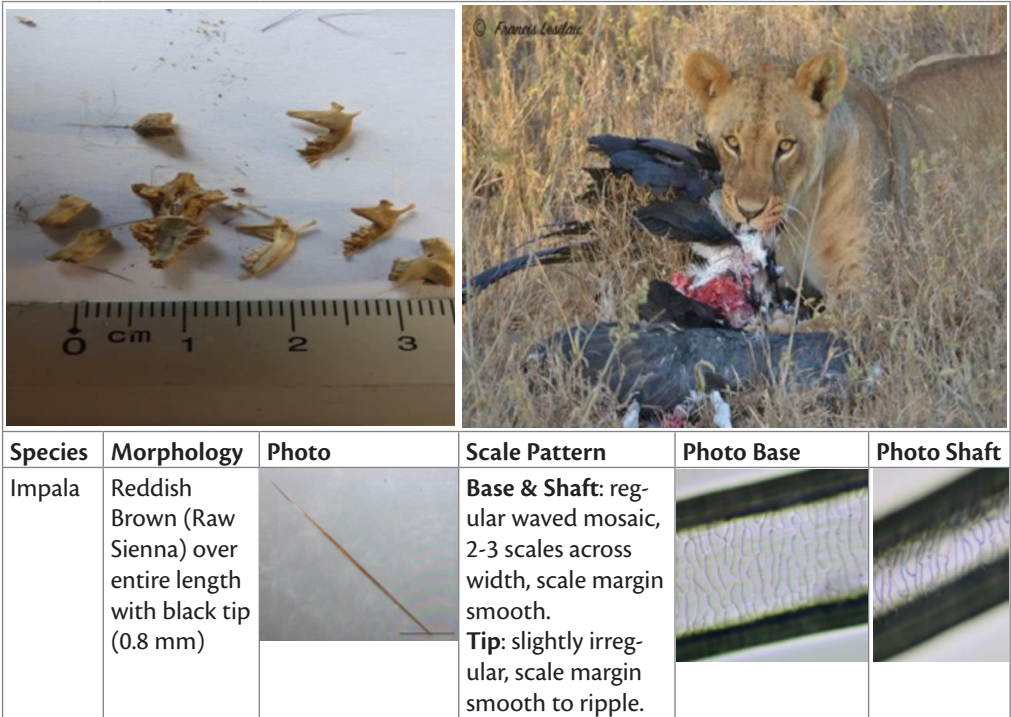 © Francis Lesilau
0 cm 1 2 3
Species Morphology Photo Scale Pattern Photo Base Photo Shaft
Impala
Reddish
Brown (Raw
Sienna) over
entire length
with black tip
(0.8 mm)
Base & Shaft: reg-
ular waved mosaic,
2-3 scales across
width, scale margin
smooth.
Tip: slightly irreg-
ular, scale margin
smooth to ripple.